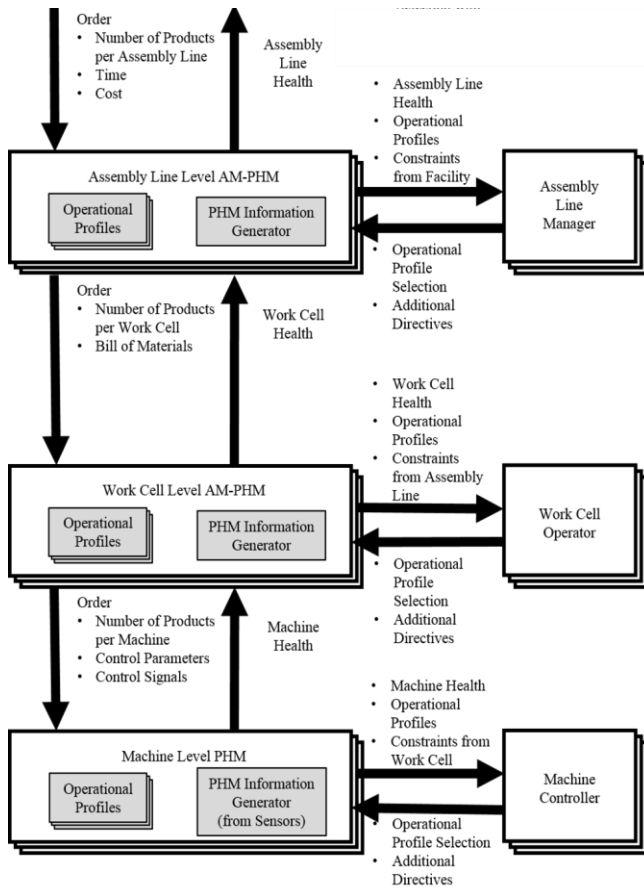 Order
• Number of Products
per Assembly Line
• Time
• Cost
Assembly
Line
Health
• Assembly Line
Health
• Operational
Profiles
• Constraints
from Facility
Assembly Line Level AM-PHM
Operational
Profiles
PHM Information
Generator
Assembly
Line
Manager
• Operational
Profile
Selection
• Additional
Directives
Order
• Number of Products
per Work Cell
• Bill of Materials
Work Cell
Health
• Work Cell
Health
• Operational
Profiles
• Constraints
from Assembly
Line
Work Cell Level AM-PHM
Operational
Profiles
PHM Information
Generator
Work Cell
Operator
• Operational
Profile
Selection
• Additional
Directives
Order
• Number of Products
per Machine
• Control Parameters
• Control Signals
Machine
Health
• Machine Health
• Operational
Profiles
• Constraints from
Work Cell
Machine Level PHM
Operational
Profiles
PHM Information
Generator
(from Sensors)
Machine
Controller
• Operational
Profile Selection
• Additional
Directives